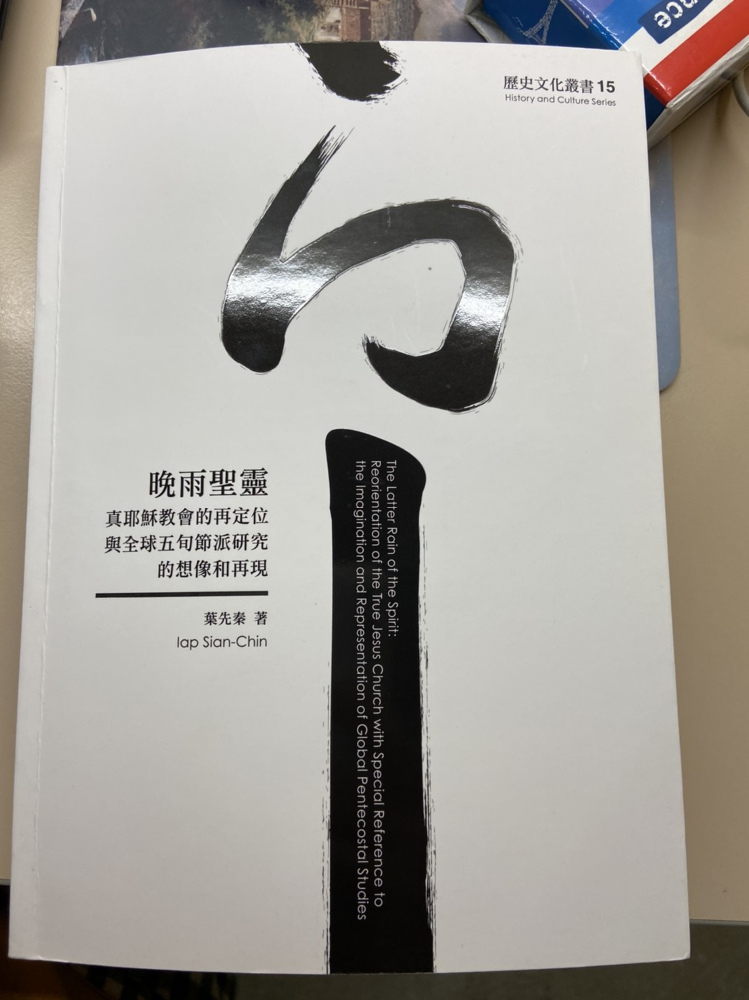 歷史文化叢書 15
History and Culture Series
晚雨聖靈
真耶穌教會的再定位
與全球五旬節派研究
的想像和再現
葉先秦 著
Iap Sian-Chin
The Latter Rain of the Spirit:
Reorientation of the True Jesus Church with Special Reference to
the Imagination and Representation of Global Pentecostal Studies